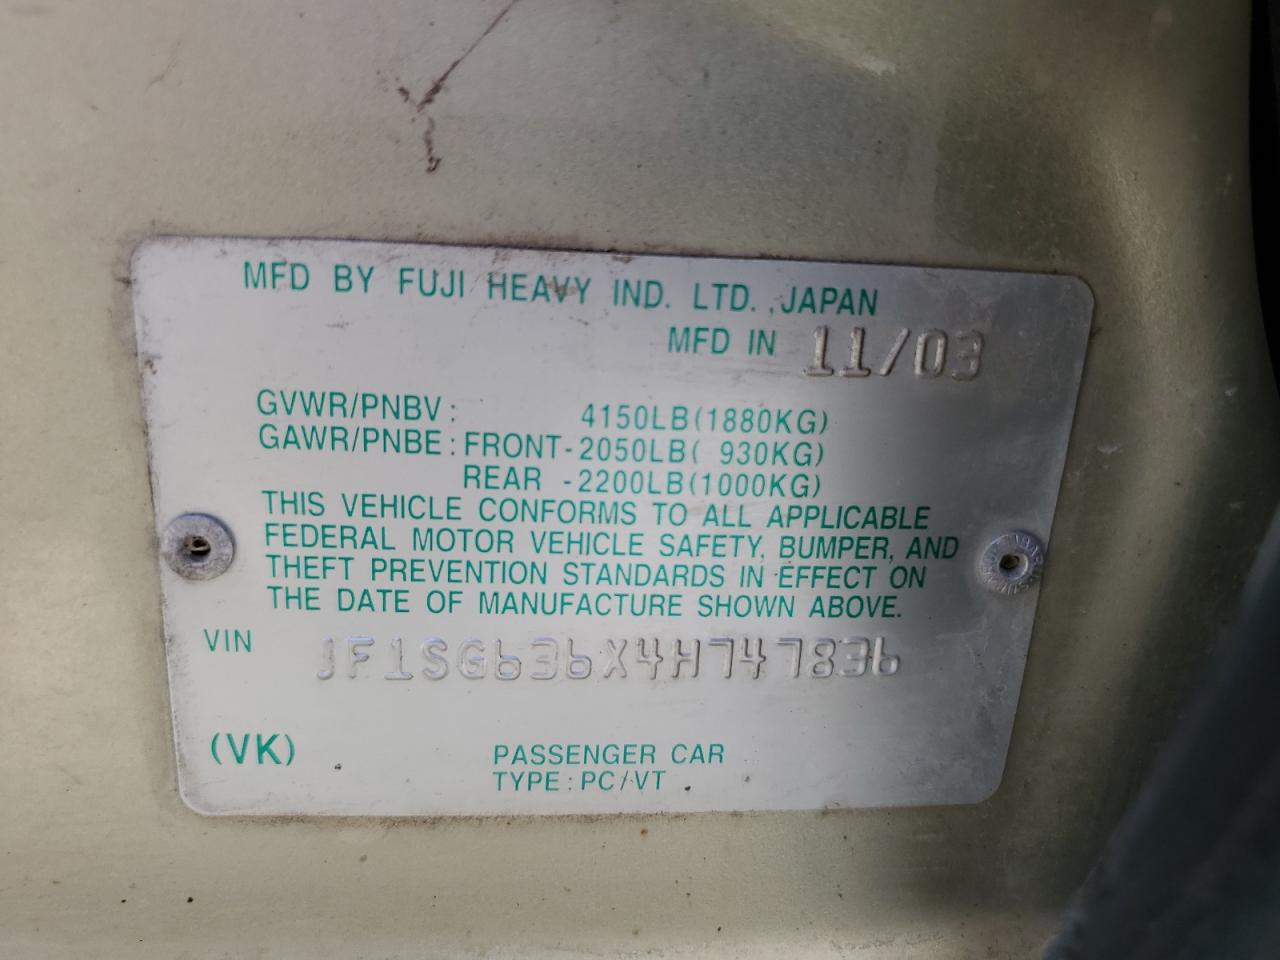 MFD BY FUJI HEAVY IND. LTD., JAPAN
MFD IN 11/03
GVWR/PNBV: 4150LB(1880KG)
GAWR/PNBE: FRONT-2050LB( 930KG)
REAR -2200LB(1000KG)
THIS VEHICLE CONFORMS TO ALL APPLICABLE
FEDERAL MOTOR VEHICLE SAFETY, BUMPER, AND
THEFT PREVENTION STANDARDS IN EFFECT ON
THE DATE OF MANUFACTURE SHOWN ABOVE.
VIN JF1SG636X4H747836
(VK) PASSENGER CAR
TYPE: PC/VT